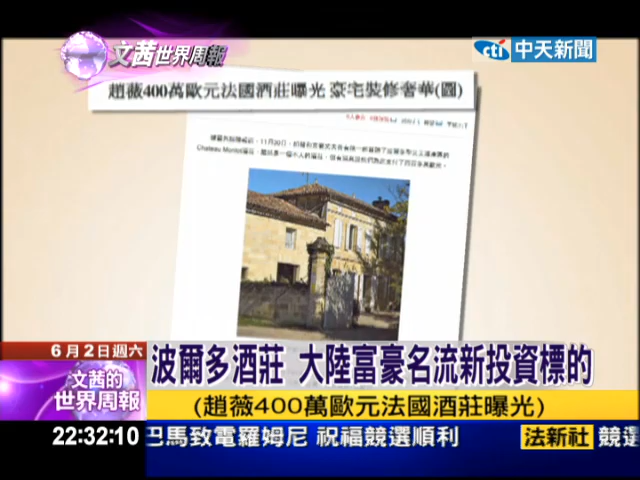 文茜世界周報
cti 中天新聞
趙薇400萬歐元法國酒莊曝光 豪宅裝修奢華(圖)
6月2日週六
波爾多酒莊 大陸富豪名流新投資標的
文茜的
世界周報
(趙薇400萬歐元法國酒莊曝光)
22:32:10
巴馬致電羅姆尼 祝福競選順利
法新社
競選